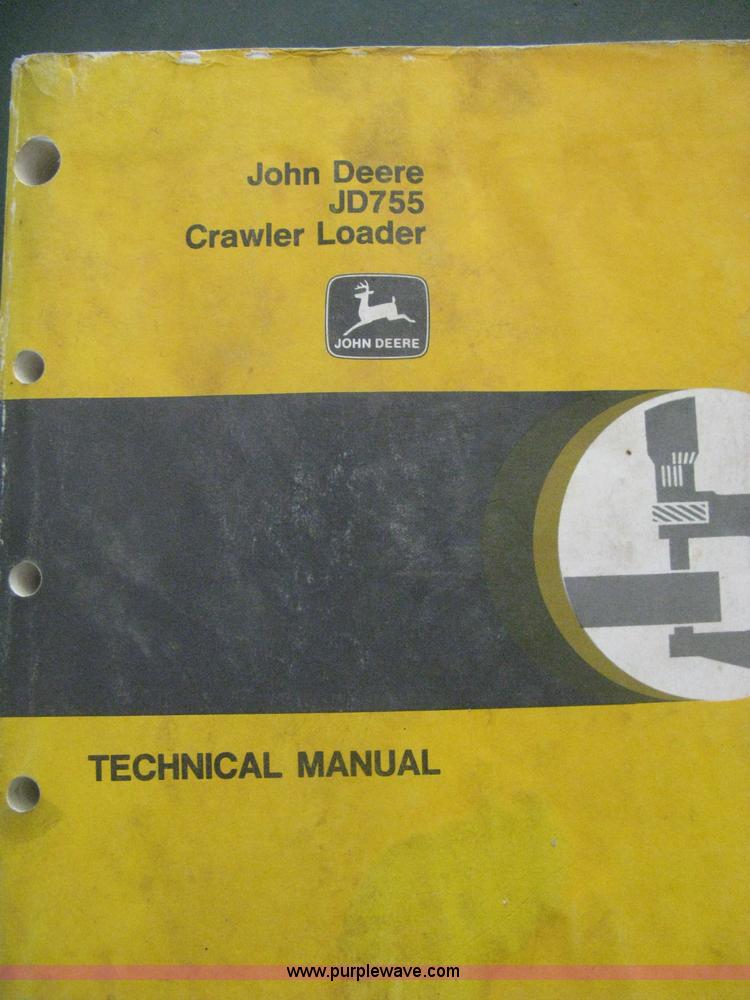 John Deere
JD755
Crawler Loader
JOHN DEERE
TECHNICAL MANUAL
www.purplewave.com